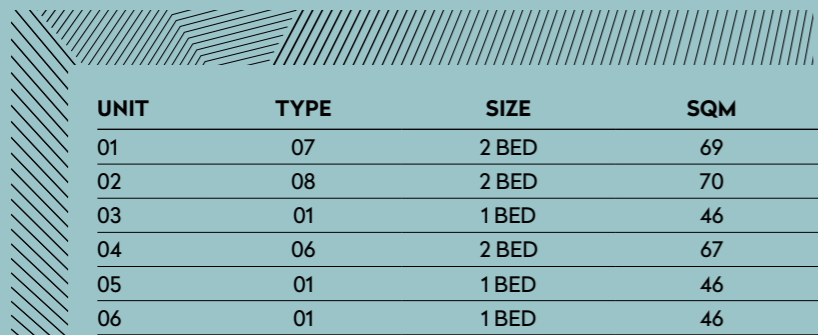 UNIT TYPE SIZE SQM
01 07 2 BED 69
02 08 2 BED 70
03 01 1 BED 46
04 06 2 BED 67
05 01 1 BED 46
06 01 1 BED 46